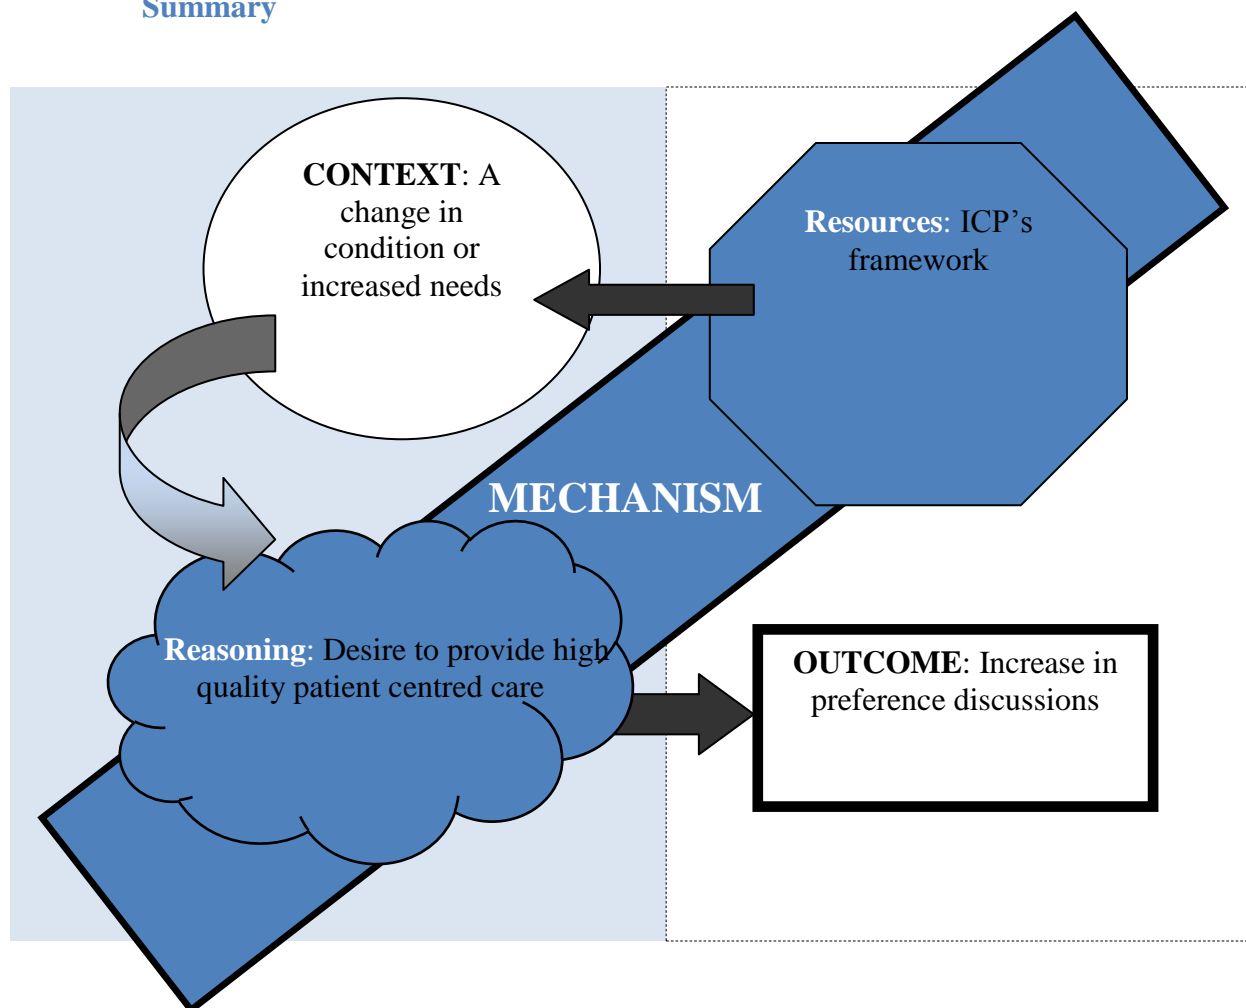 Summary
CONTEXT: A
change in
condition or
increased needs
Resources: ICP’s
framework
MECHANISM
Reasoning: Desire to provide high
quality patient centred care
OUTCOME: Increase in
preference discussions